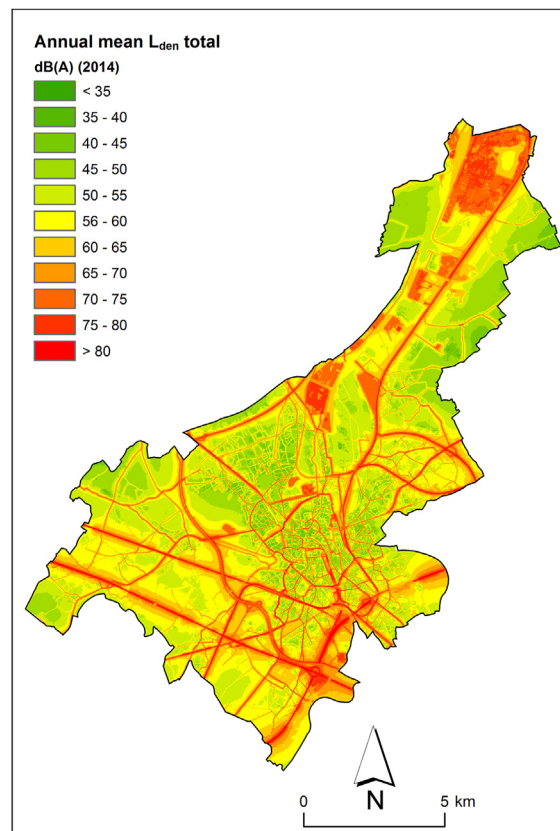 Annual mean Lden total
dB(A) (2014)
< 35
35 - 40
40 - 45
45 - 50
50 - 55
56 - 60
60 - 65
65 - 70
70 - 75
75 - 80
> 80
N
0 5 km